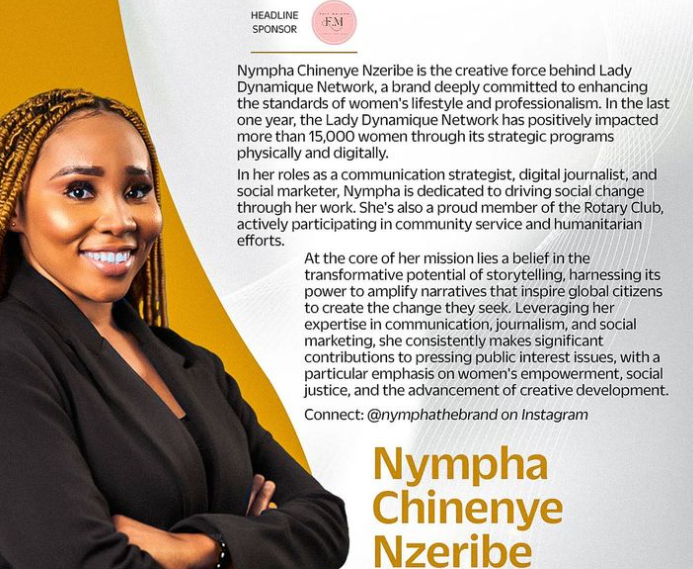 HEADLINE
SPONSOR
Nympha Chinenye Nzeribe is the creative force behind Lady
Dynamique Network, a brand deeply committed to enhancing
the standards of women's lifestyle and professionalism. In the last
one year, the Lady Dynamique Network has positively impacted
more than 15,000 women through its strategic programs
physically and digitally.
In her roles as a communication strategist, digital journalist, and
social marketer, Nympha is dedicated to driving social change
through her work. She's also a proud member of the Rotary Club,
actively participating in community service and humanitarian
efforts.
At the core of her mission lies a belief in the
transformative potential of storytelling, harnessing its
power to amplify narratives that inspire global citizens
to create the change they seek. Leveraging her
expertise in communication, journalism, and social
marketing, she consistently makes significant
contributions to pressing public interest issues, with a
particular emphasis on women's empowerment, social
justice, and the advancement of creative development.
Connect: @nymphathebrand on Instagram
Nympha
Chinenye
Nzeribe